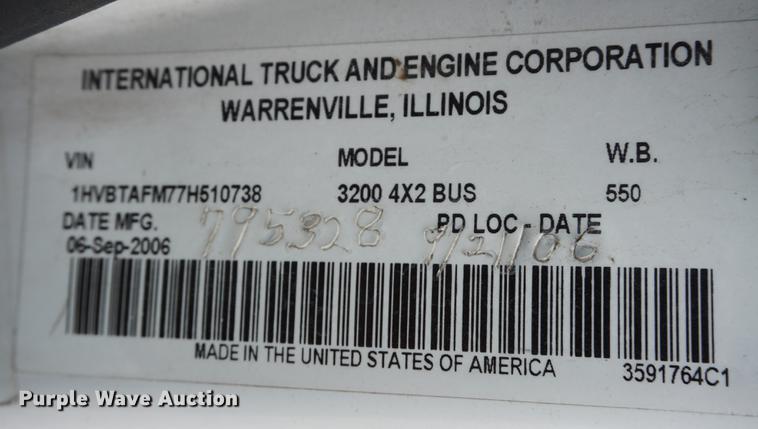 INTERNATIONAL TRUCK AND ENGINE CORPORATION
WARRENVILLE, ILLINOIS
VIN MODEL W.B.
1HVBTAFM77H510738 3200 4X2 BUS 550
DATE MFG. PD LOC - DATE
06-Sep-2006 795328 9/21/06
MADE IN THE UNITED STATES OF AMERICA 3591764C1
Purple Wave Auction